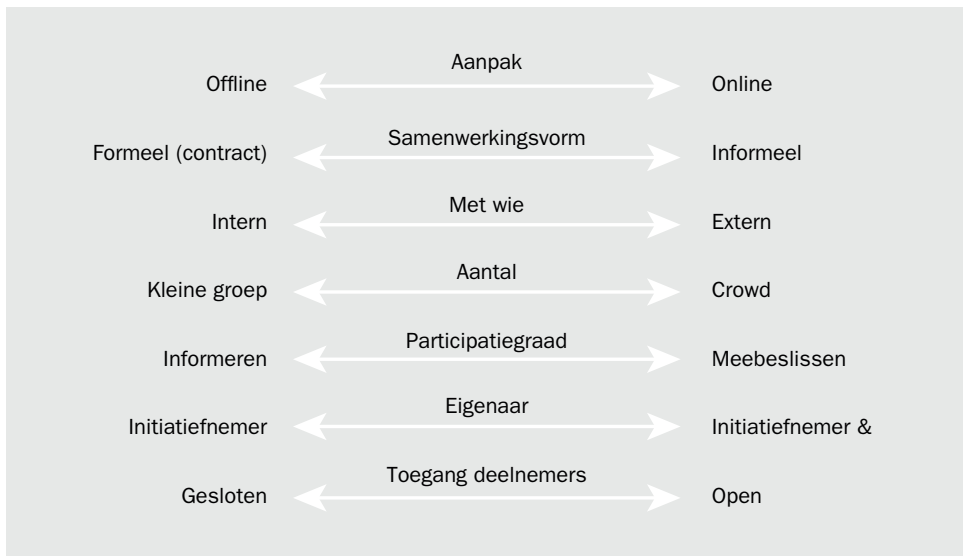 Aanpak
Offline Online
Samenwerkingsvorm
Formeel (contract) Informeel
Met wie
Intern Extern
Aantal
Kleine groep Crowd
Participatiegraad
Informeren Meebeslissen
Eigenaar
Initiatiefnemer Initiatiefnemer &
Toegang deelnemers
Gesloten Open